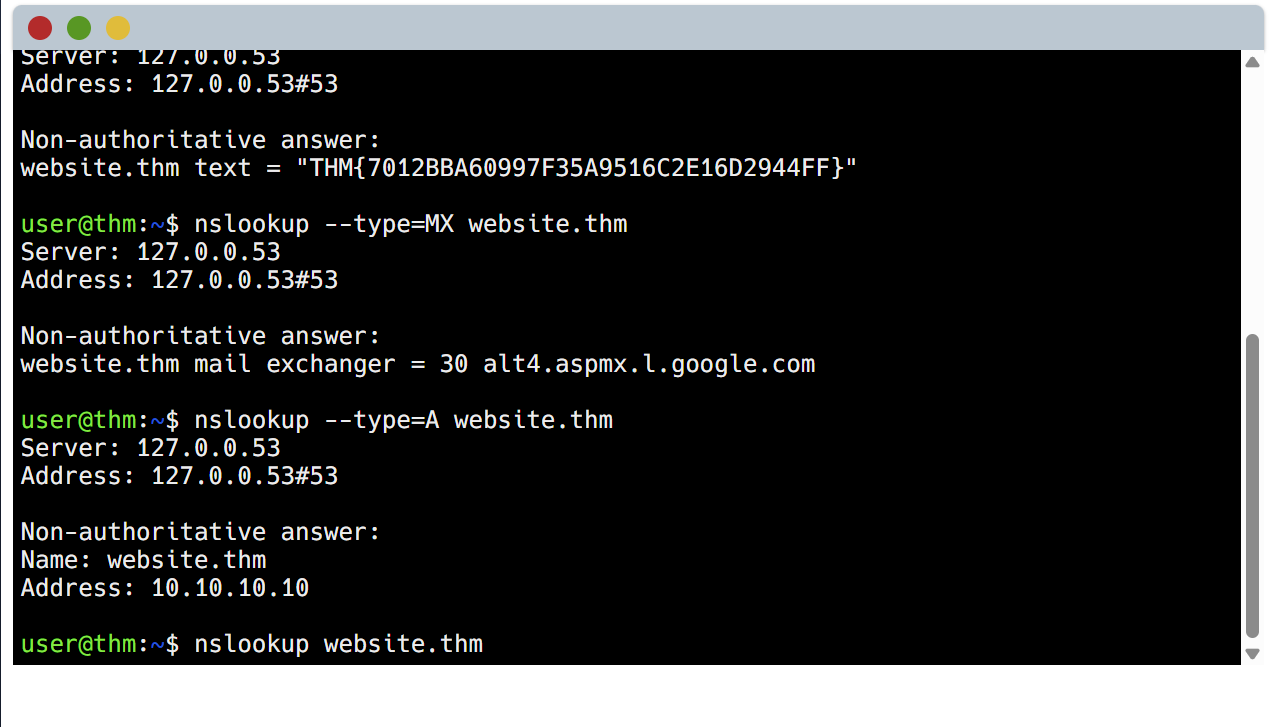 Server: 127.0.0.53
Address: 127.0.0.53#53
Non-authoritative answer:
website.thm text = "THM{7012BBA60997F35A9516C2E16D2944FF}"
user@thm:~$ nslookup --type=MX website.thm
Server: 127.0.0.53
Address: 127.0.0.53#53
Non-authoritative answer:
website.thm mail exchanger = 30 alt4.aspmx.l.google.com
user@thm:~$ nslookup --type=A website.thm
Server: 127.0.0.53
Address: 127.0.0.53#53
Non-authoritative answer:
Name: website.thm
Address: 10.10.10.10
user@thm:~$ nslookup website.thm